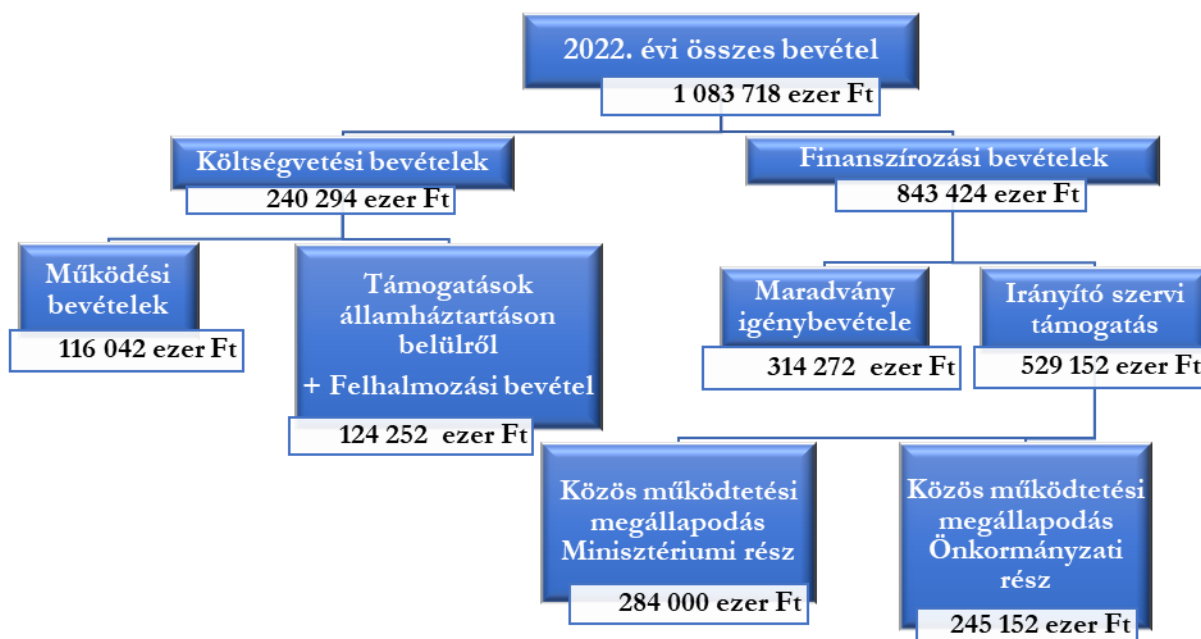 2022. évi összes bevétel
1 083 718 ezer Ft
Költségvetési bevételek
240 294 ezer Ft
Finanszírozási bevételek
843 424 ezer Ft
Működési
bevételek
116 042 ezer Ft
Támogatások
államháztartáson
belülről
+ Felhalmozási bevétel
124 252 ezer Ft
Maradvány
igénybevétele
314 272 ezer Ft
Irányító szervi
támogatás
529 152 ezer Ft
Közös működtetési
megállapodás
Minisztériumi rész
284 000 ezer Ft
Közös működtetési
megállapodás
Önkormányzati
rész
245 152 ezer Ft